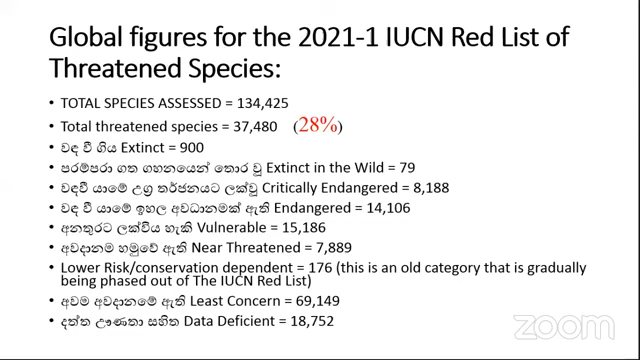 Global figures for the 2021-1 IUCN Red List of
Threatened Species:
• TOTAL SPECIES ASSESSED = 134,425
• Total threatened species = 37,480 (28%)
• වඳ වී ගිය Extinct = 900
• පරම්පරා ගත ගහනයෙන් තොර වූ Extinct in the Wild = 79
• වඳවී යාමේ උග්‍ර තර්ජනයට ලක්වූ Critically Endangered = 8,188
• වඳ වී යාමේ ඉහල අවධානමක් ඇති Endangered = 14,106
• අනතුරට ලක්විය හැකි Vulnerable = 15,186
• අවදානම හමුවේ ඇති Near Threatened = 7,889
• Lower Risk/conservation dependent = 176 (this is an old category that is gradually
being phased out of The IUCN Red List)
• අවම අවදානමේ ඇති Least Concern = 69,149
• දත්ත ඌණතා සහිත Data Deficient = 18,752
zoom